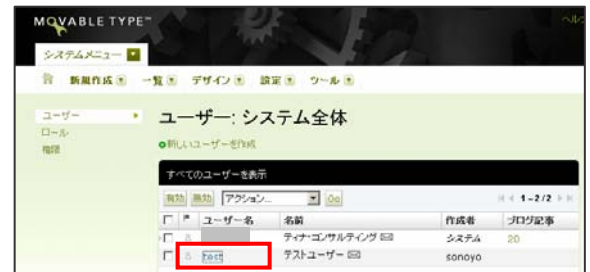 MOVABLE TYPE™
ヘル
システムメニュー
新規作成 一覧 デザイン 設定 ツール
ユーザー
ロール
権限
ユーザー: システム全体
新しいユーザーを作成
すべてのユーザーを表示
有効 無効 アクション... Go 1-2/2
ユーザー名 名前 作成者 ブログ記事
ティナ・コンサルティング システム 20
test テストユーザー sonoyo